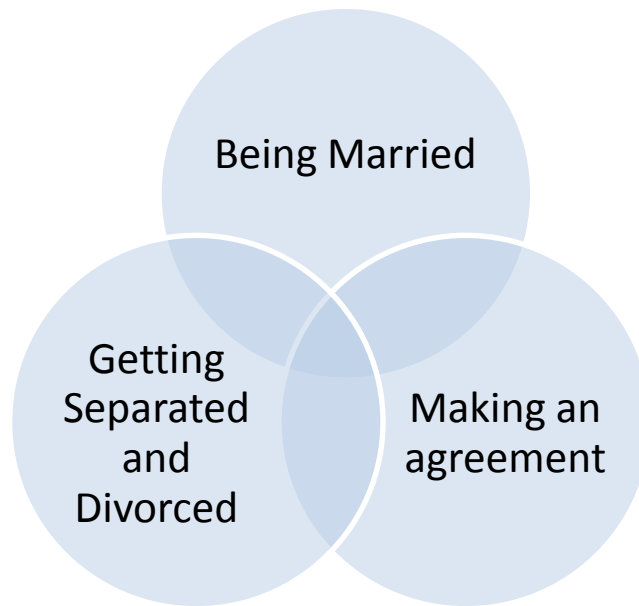 Being Married
Getting
Separated
and
Divorced
Making an
agreement